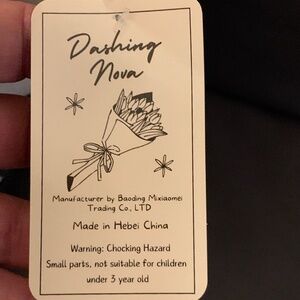 Dashing
Nova
Manufacturer by Baoding Mixiaomei
Trading Co., LTD
Made in Hebei China
Warning: Chocking Hazard
Small parts, not suitable for children
under 3 year old